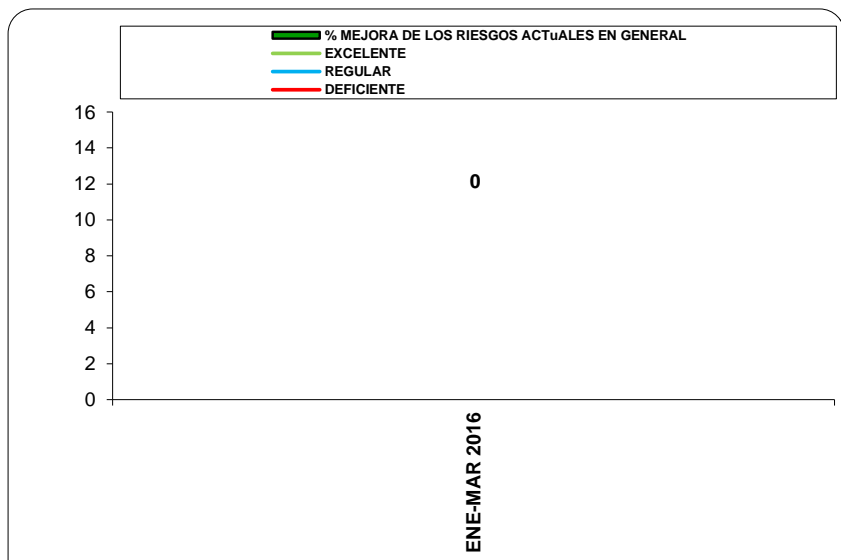 % MEJORA DE LOS RIESGOS ACTuALES EN GENERAL
EXCELENTE
REGULAR
DEFICIENTE
16
14
12
10
8
6
4
2
0
0
ENE-MAR 2016